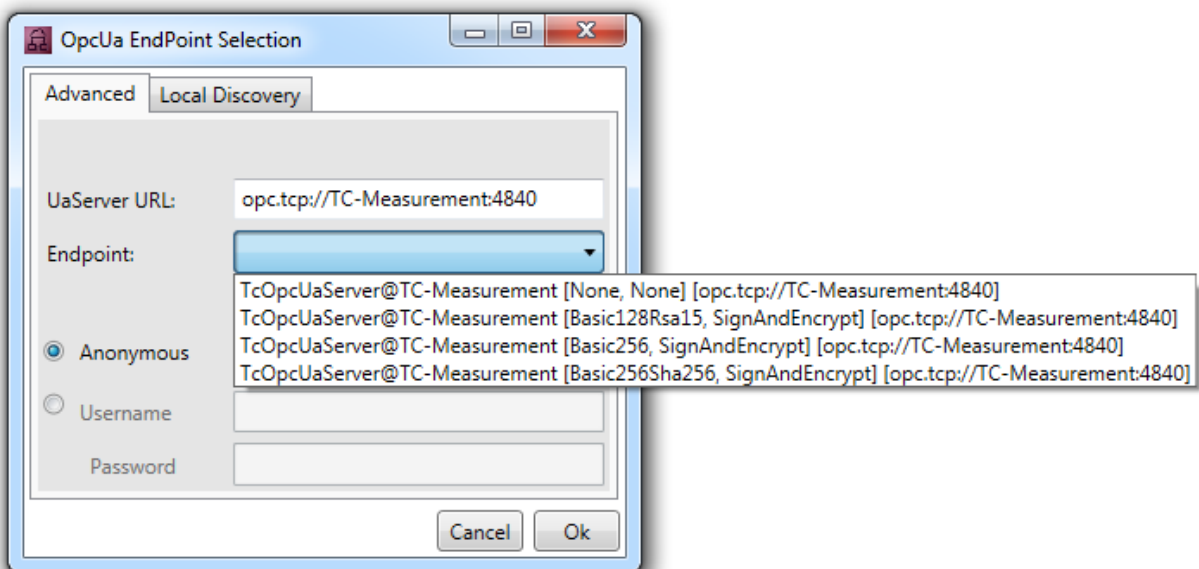 OpcUa EndPoint Selection
Advanced Local Discovery
UaServer URL: opc.tcp://TC-Measurement:4840
Endpoint:
TcOpcUaServer@TC-Measurement [None, None] [opc.tcp://TC-Measurement:4840]
TcOpcUaServer@TC-Measurement [Basic128Rsa15, SignAndEncrypt] [opc.tcp://TC-Measurement:4840]
TcOpcUaServer@TC-Measurement [Basic256, SignAndEncrypt] [opc.tcp://TC-Measurement:4840]
TcOpcUaServer@TC-Measurement [Basic256Sha256, SignAndEncrypt] [opc.tcp://TC-Measurement:4840]
Anonymous
Username
Password
Cancel Ok